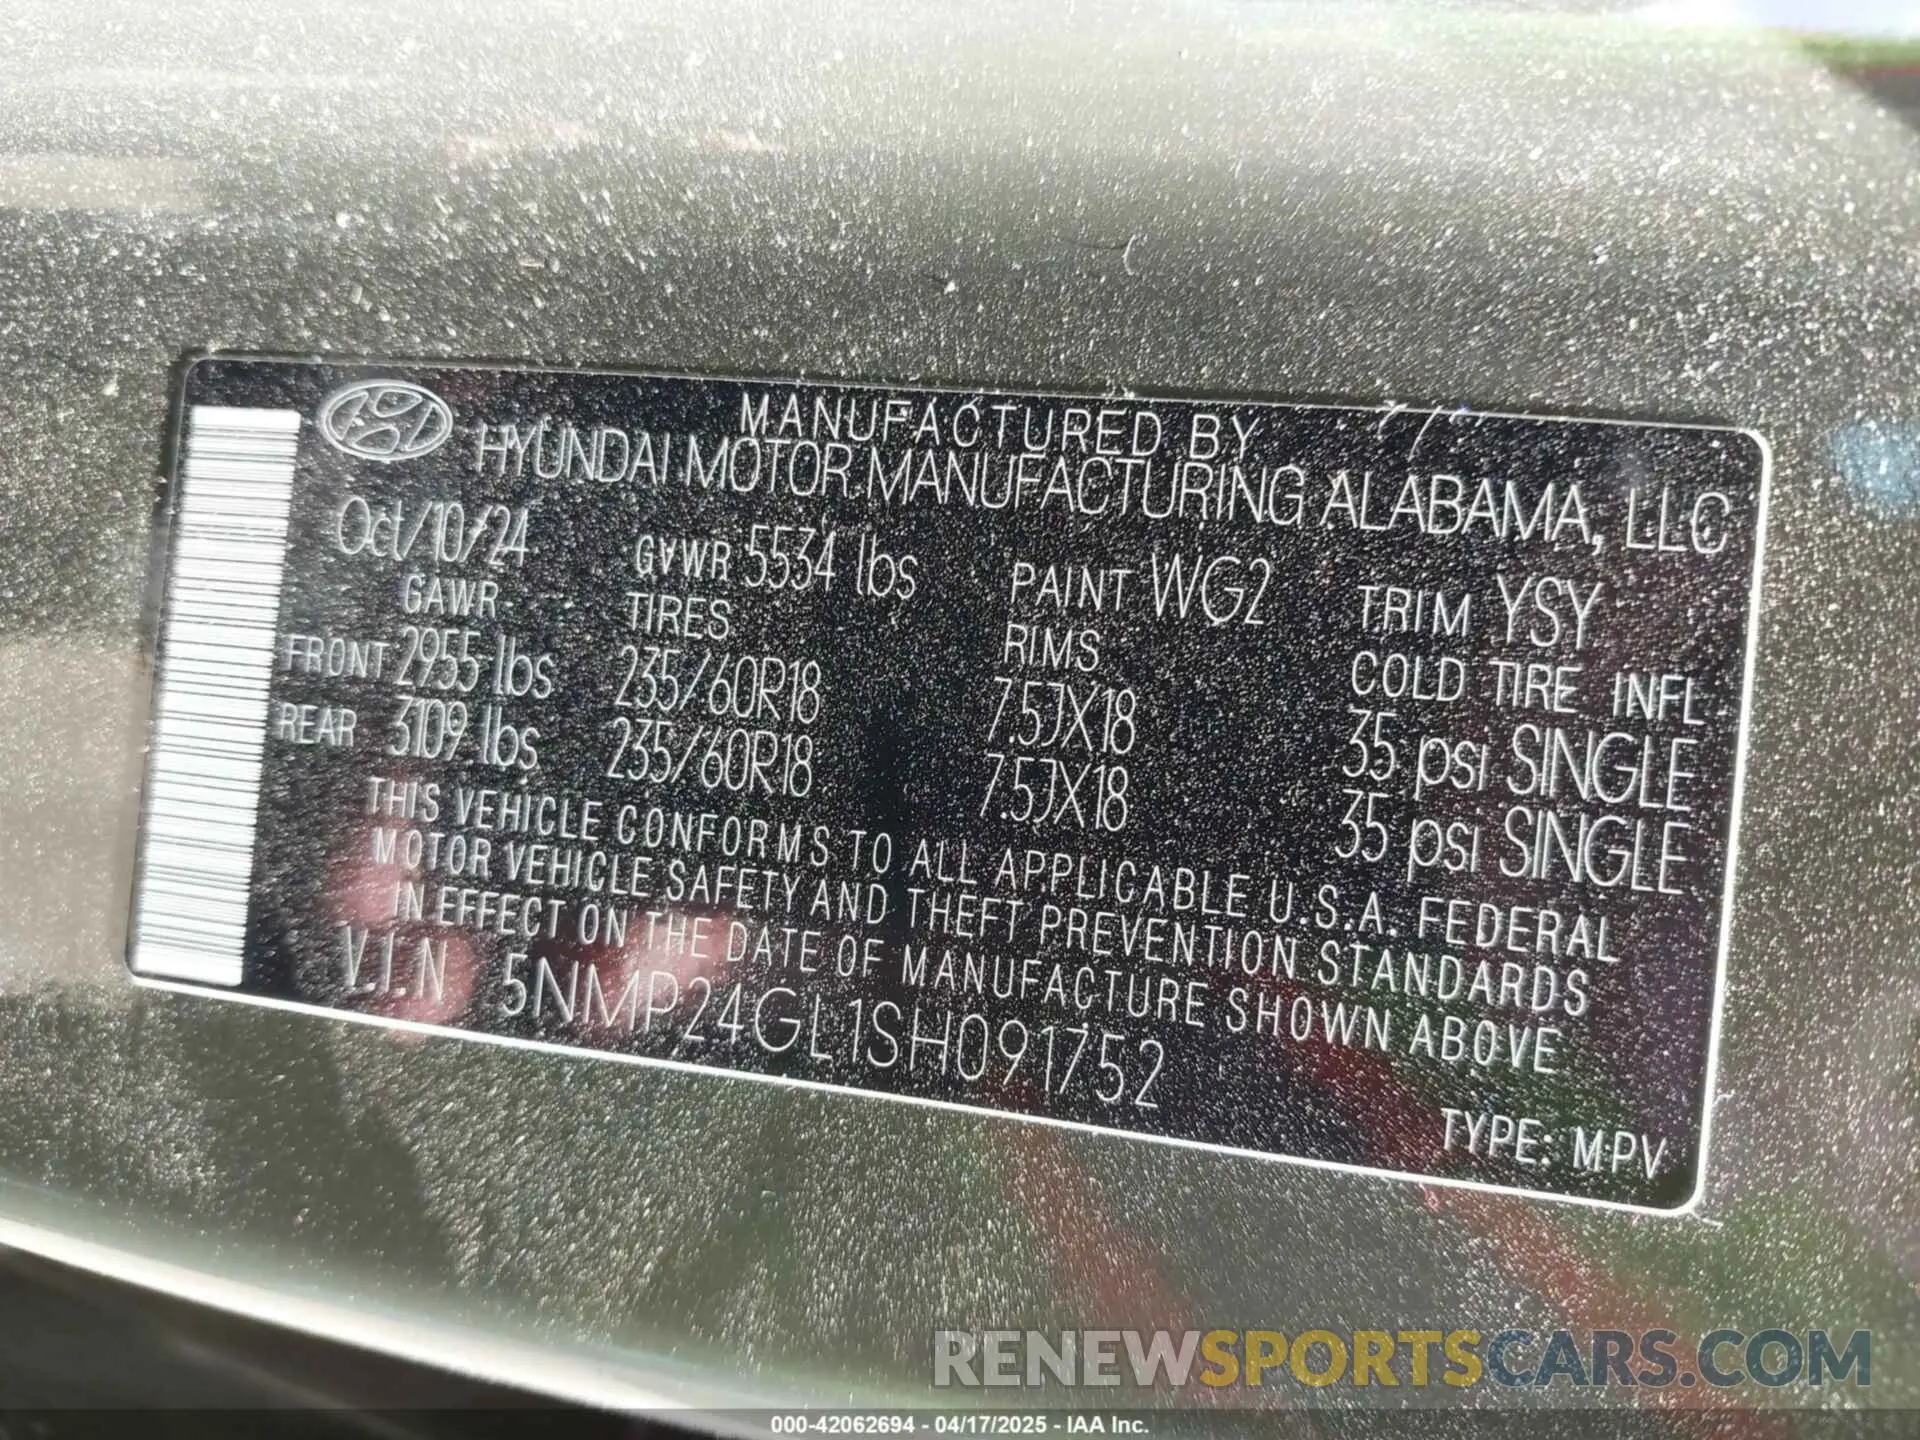 MANUFACTURED BY
HYUNDAI MOTOR MANUFACTURING ALABAMA, LLC
Oct/10/24 GVWR 5534 lbs PAINT WG2 TRIM YSY
GAWR TIRES RIMS COLD TIRE INFL
FRONT 2955 lbs 235/60R18 7.5JX18 35 psi SINGLE
REAR 3109 lbs 235/60R18 7.5JX18 35 psi SINGLE
THIS VEHICLE CONFORMS TO ALL APPLICABLE U.S.A. FEDERAL
MOTOR VEHICLE SAFETY AND THEFT PREVENTION STANDARDS
IN EFFECT ON THE DATE OF MANUFACTURE SHOWN ABOVE
V.I.N 5NMP24GL1SH091752
TYPE: MPV
RENEWSPORTSCARS.COM
000-42062694 - 04/17/2025 - IAA Inc.